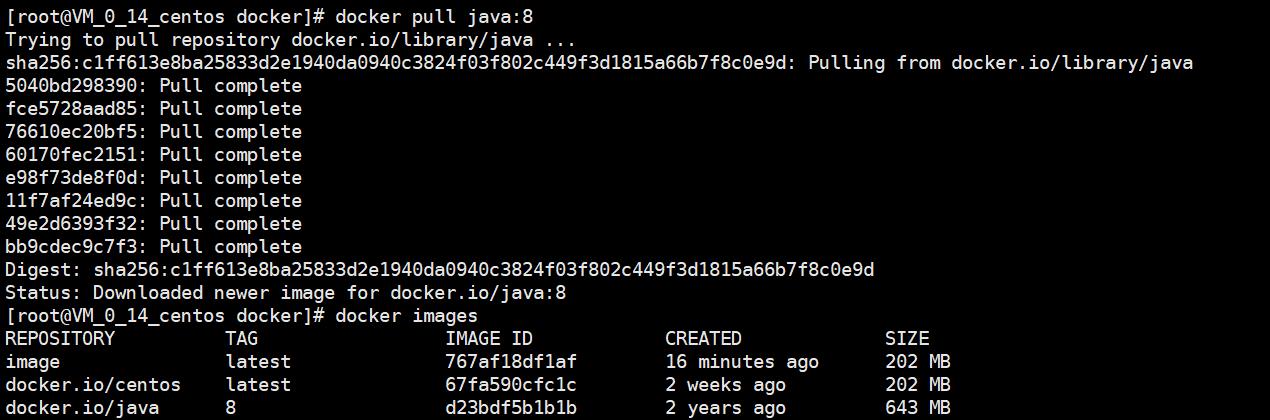 [root@VM_0_14_centos docker]# docker pull java:8
Trying to pull repository docker.io/library/java ...
sha256:c1ff613e8ba25833d2e1940da0940c3824f03f802c449f3d1815a66b7f8c0e9d: Pulling from docker.io/library/java
5040bd298390: Pull complete
fce5728aad85: Pull complete
76610ec20bf5: Pull complete
60170fec2151: Pull complete
e98f73de8f0d: Pull complete
11f7af24ed9c: Pull complete
49e2d6393f32: Pull complete
bb9cdec9c7f3: Pull complete
Digest: sha256:c1ff613e8ba25833d2e1940da0940c3824f03f802c449f3d1815a66b7f8c0e9d
Status: Downloaded newer image for docker.io/java:8
[root@VM_0_14_centos docker]# docker images
REPOSITORY          TAG                 IMAGE ID            CREATED             SIZE
image               latest              767af18df1af        16 minutes ago      202 MB
docker.io/centos    latest              67fa590cfc1c        2 weeks ago         202 MB
docker.io/java      8                   d23bdf5b1b1b        2 years ago         643 MB